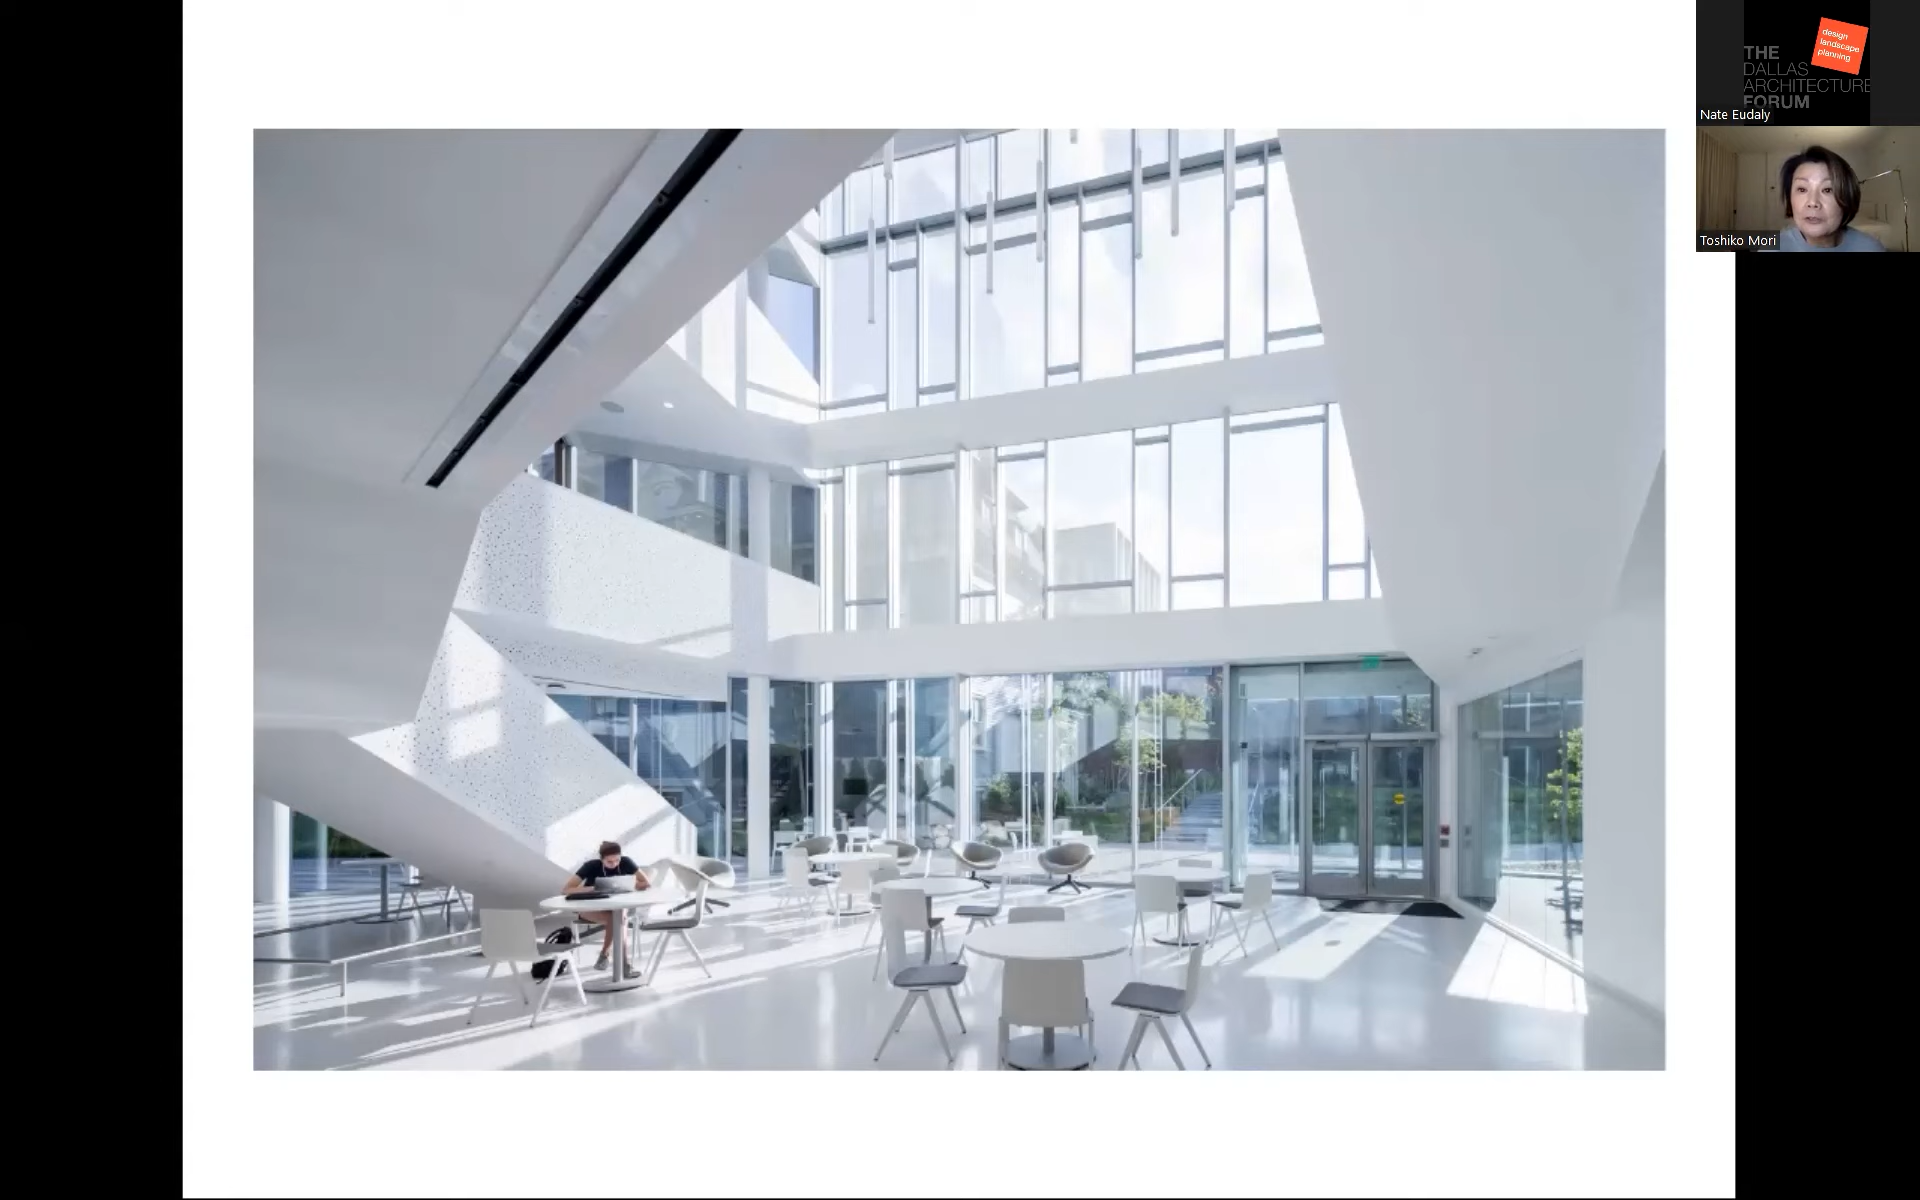 design
landscape
planning
THE
DALLAS
ARCHITECTURE
FORUM
Nate Eudaly
Toshiko Mori